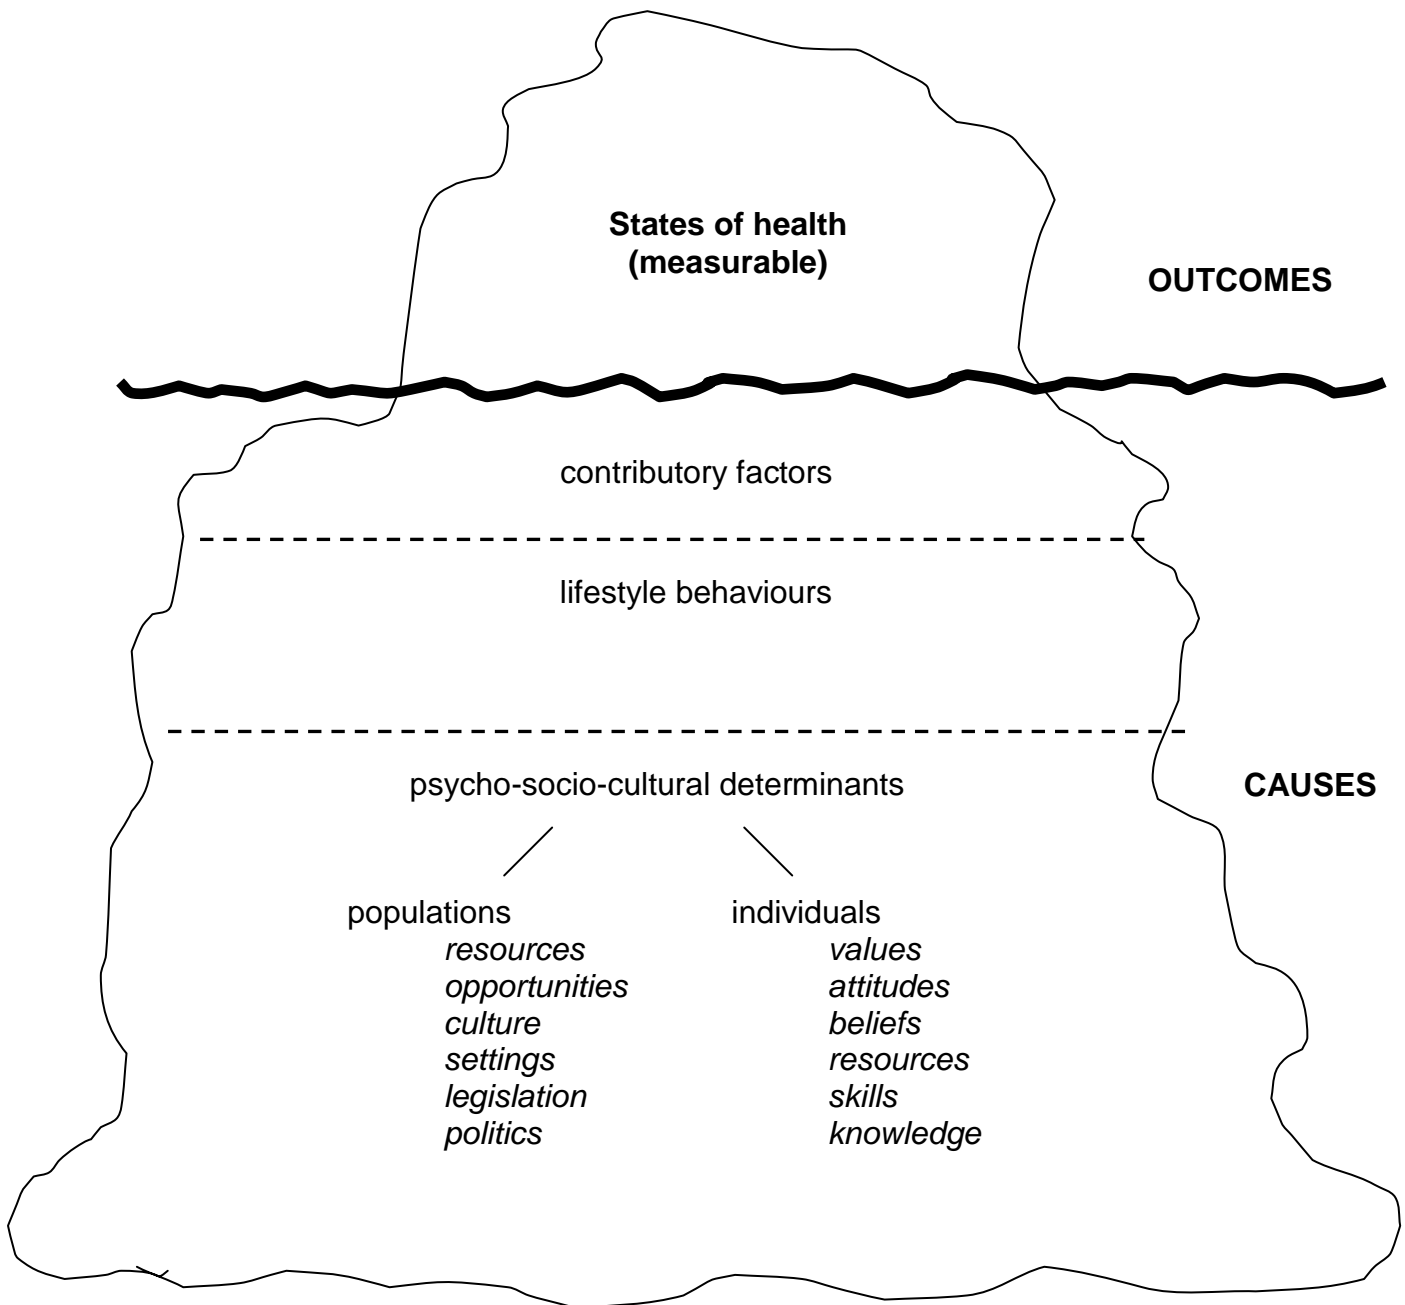 States of health
(measurable)
OUTCOMES
contributory factors
lifestyle behaviours
psycho-socio-cultural determinants
CAUSES
populations
resources
opportunities
culture
settings
legislation
politics
individuals
values
attitudes
beliefs
resources
skills
knowledge